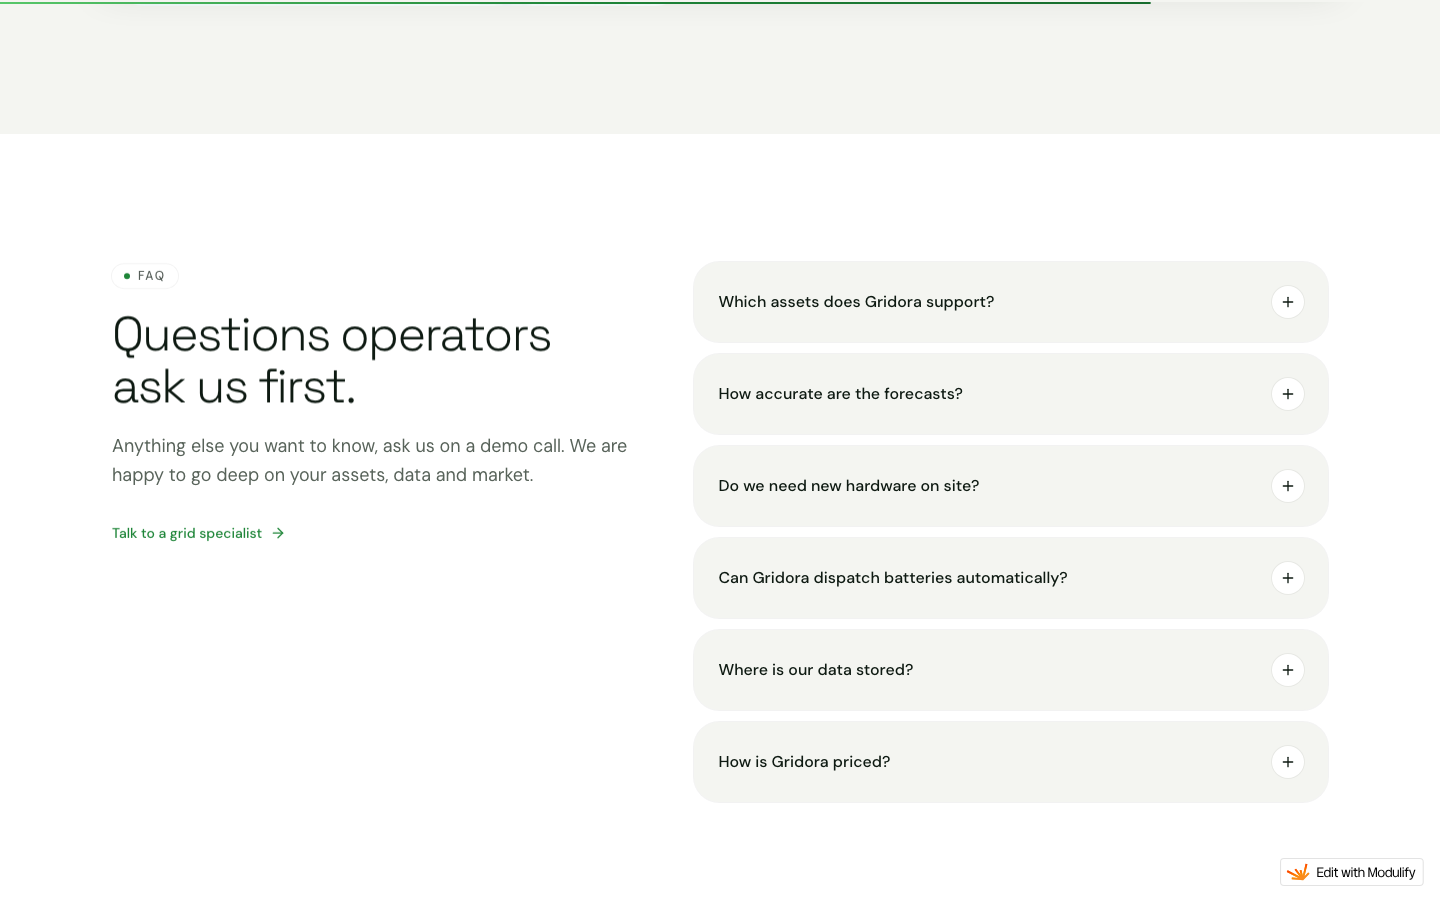 FAQ
Questions operators
ask us first.
Anything else you want to know, ask us on a demo call. We are
happy to go deep on your assets, data and market.
Talk to a grid specialist
Which assets does Gridora support?
How accurate are the forecasts?
Do we need new hardware on site?
Can Gridora dispatch batteries automatically?
Where is our data stored?
How is Gridora priced?
Edit with Modulify